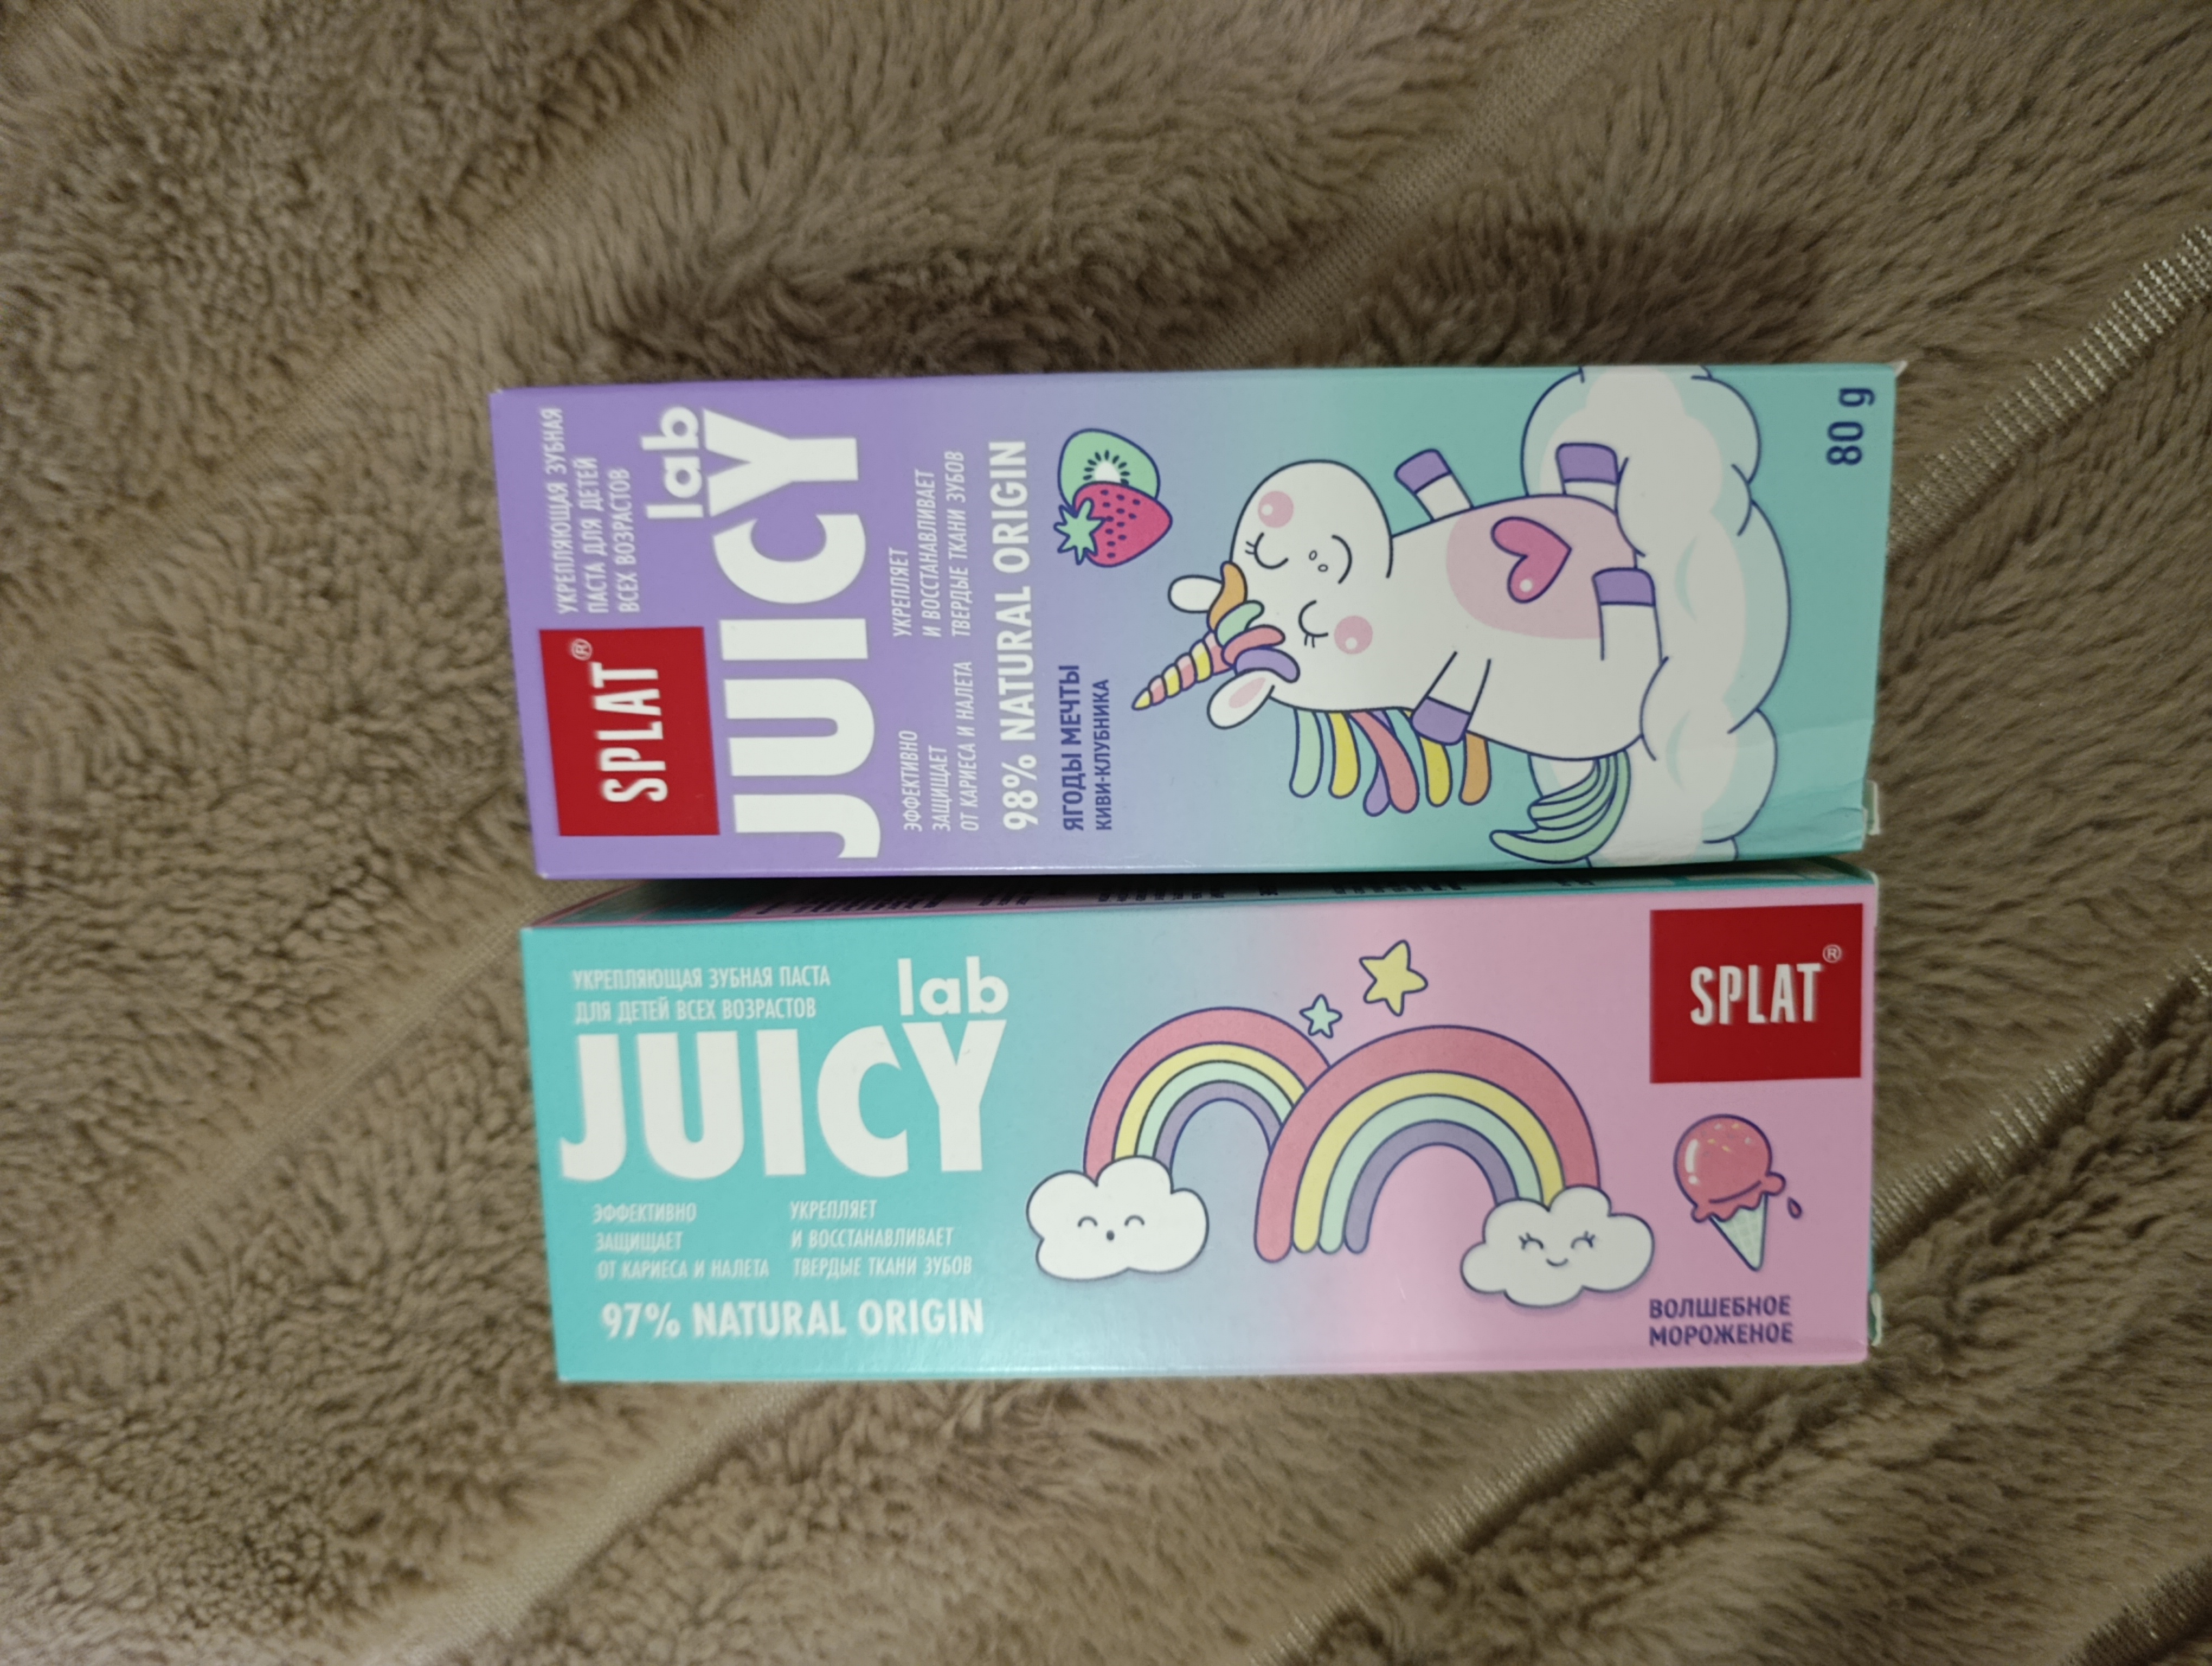 SPLAT®
УКРЕПЛЯЮЩАЯ ЗУБНАЯ
ПАСТА ДЛЯ ДЕТЕЙ
ВСЕХ ВОЗРАСТОВ
lab
JUICY
ЭФФЕКТИВНО
ЗАЩИЩАЕТ
ОТ КАРИЕСА И НАЛЕТА
УКРЕПЛЯЕТ
И ВОССТАНАВЛИВАЕТ
ТВЕРДЫЕ ТКАНИ ЗУБОВ
98% NATURAL ORIGIN
ЯГОДЫ МЕЧТЫ
КИВИ-КЛУБНИКА
80 g
УКРЕПЛЯЮЩАЯ ЗУБНАЯ ПАСТА
ДЛЯ ДЕТЕЙ ВСЕХ ВОЗРАСТОВ
lab
JUICY
ЭФФЕКТИВНО
ЗАЩИЩАЕТ
ОТ КАРИЕСА И НАЛЕТА
УКРЕПЛЯЕТ
И ВОССТАНАВЛИВАЕТ
ТВЕРДЫЕ ТКАНИ ЗУБОВ
97% NATURAL ORIGIN
SPLAT®
ВОЛШЕБНОЕ
МОРОЖЕНОЕ